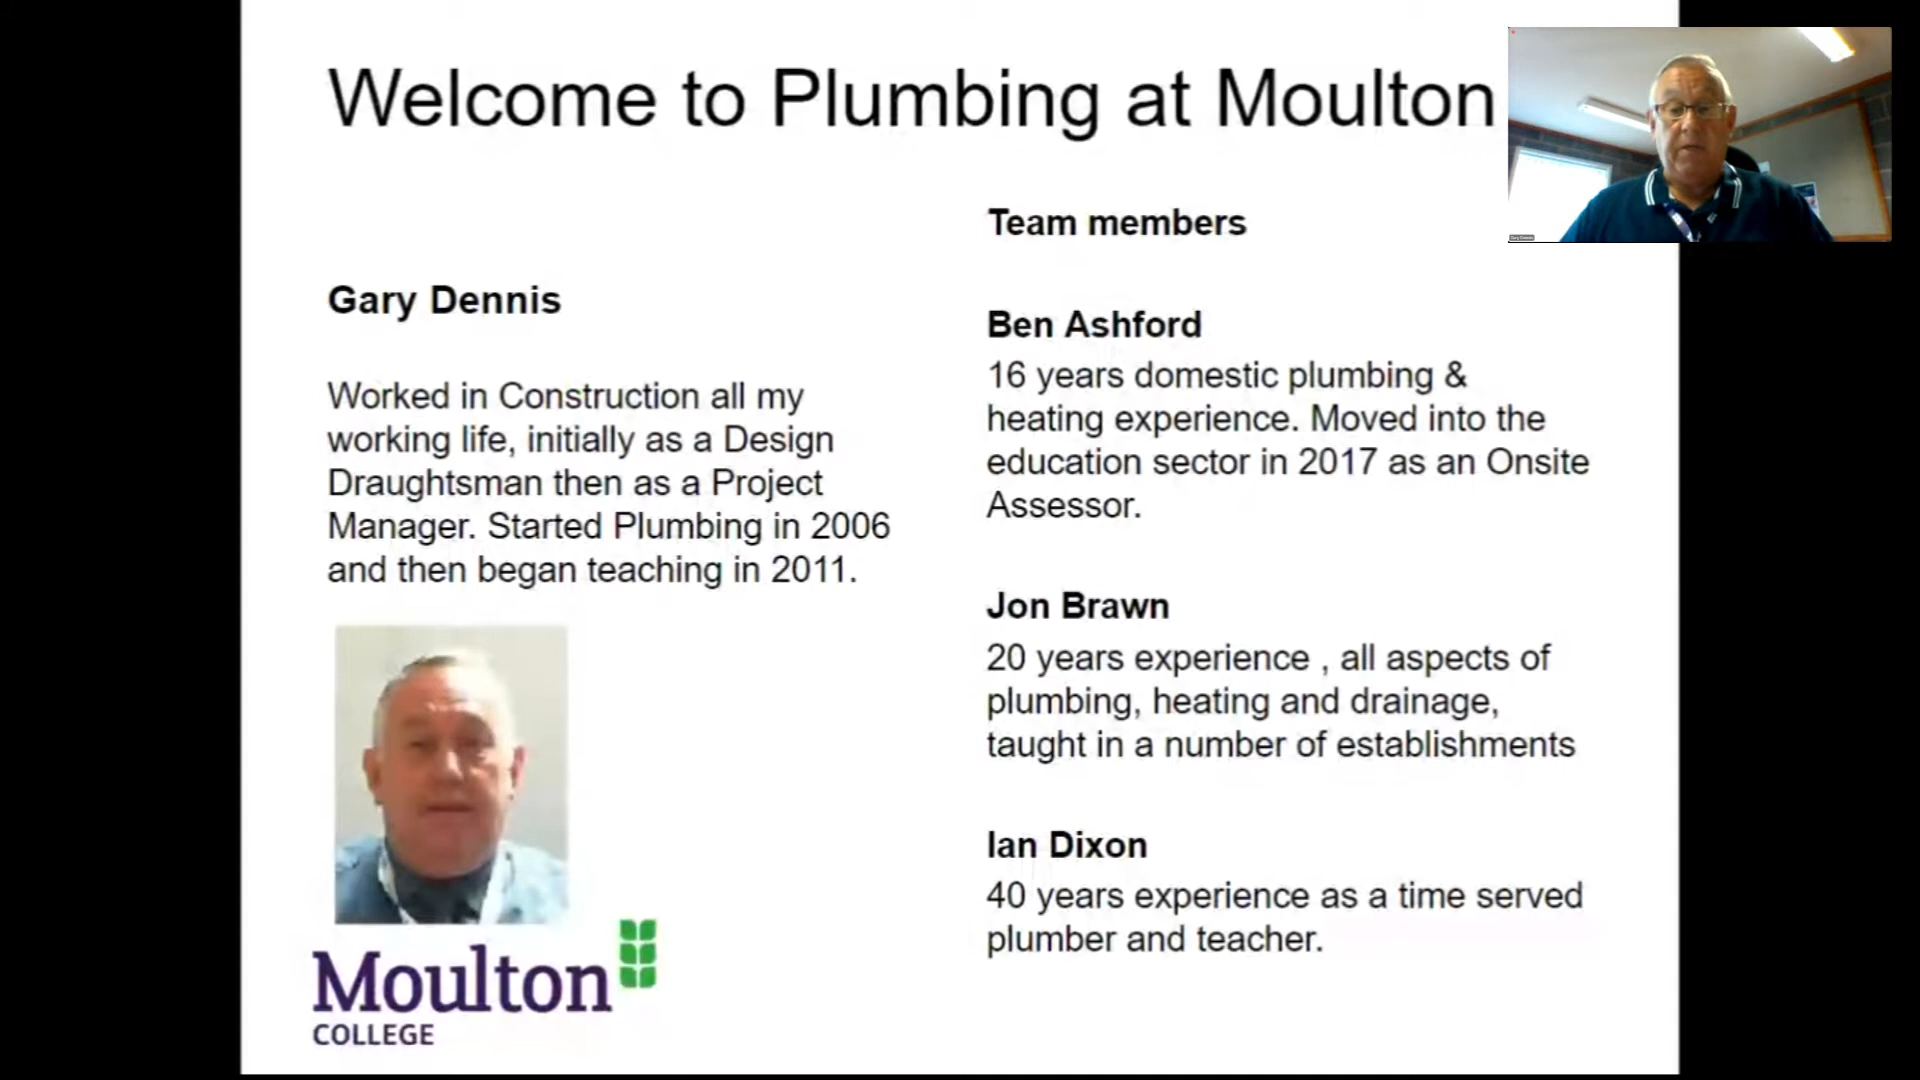 Welcome to Plumbing at Moulton
Gary Dennis
Worked in Construction all my
working life, initially as a Design
Draughtsman then as a Project
Manager. Started Plumbing in 2006
and then began teaching in 2011.
Moulton
COLLEGE
Team members
Ben Ashford
16 years domestic plumbing &
heating experience. Moved into the
education sector in 2017 as an Onsite
Assessor.
Jon Brawn
20 years experience , all aspects of
plumbing, heating and drainage,
taught in a number of establishments
Ian Dixon
40 years experience as a time served
plumber and teacher.